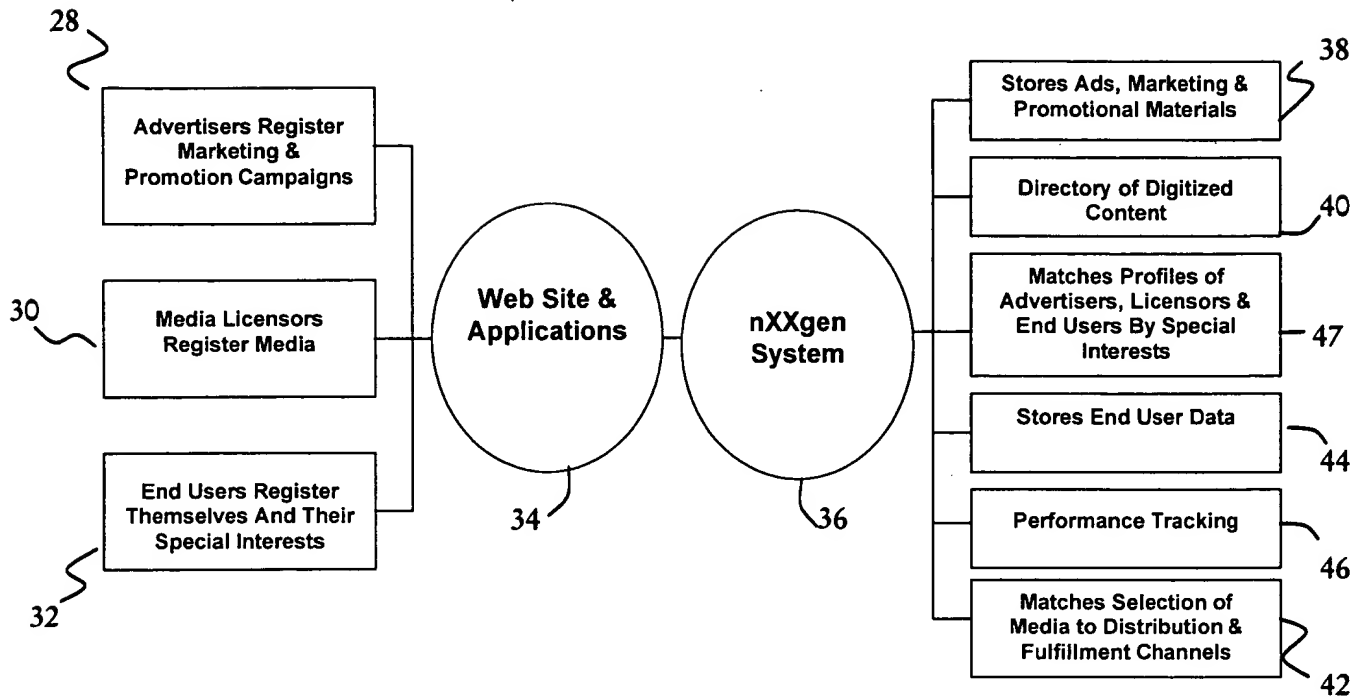 28
Advertisers Register
Marketing &
Promotion Campaigns
30
Media Licensors
Register Media
End Users Register
Themselves And Their
Special Interests
32
Web Site &
Applications
34
nXXgen
System
36
38
Stores Ads, Marketing &
Promotional Materials
Directory of Digitized
Content
40
Matches Profiles of
Advertisers, Licensors &
End Users By Special
Interests
47
Stores End User Data
44
Performance Tracking
46
Matches Selection of
Media to Distribution &
Fulfillment Channels
42